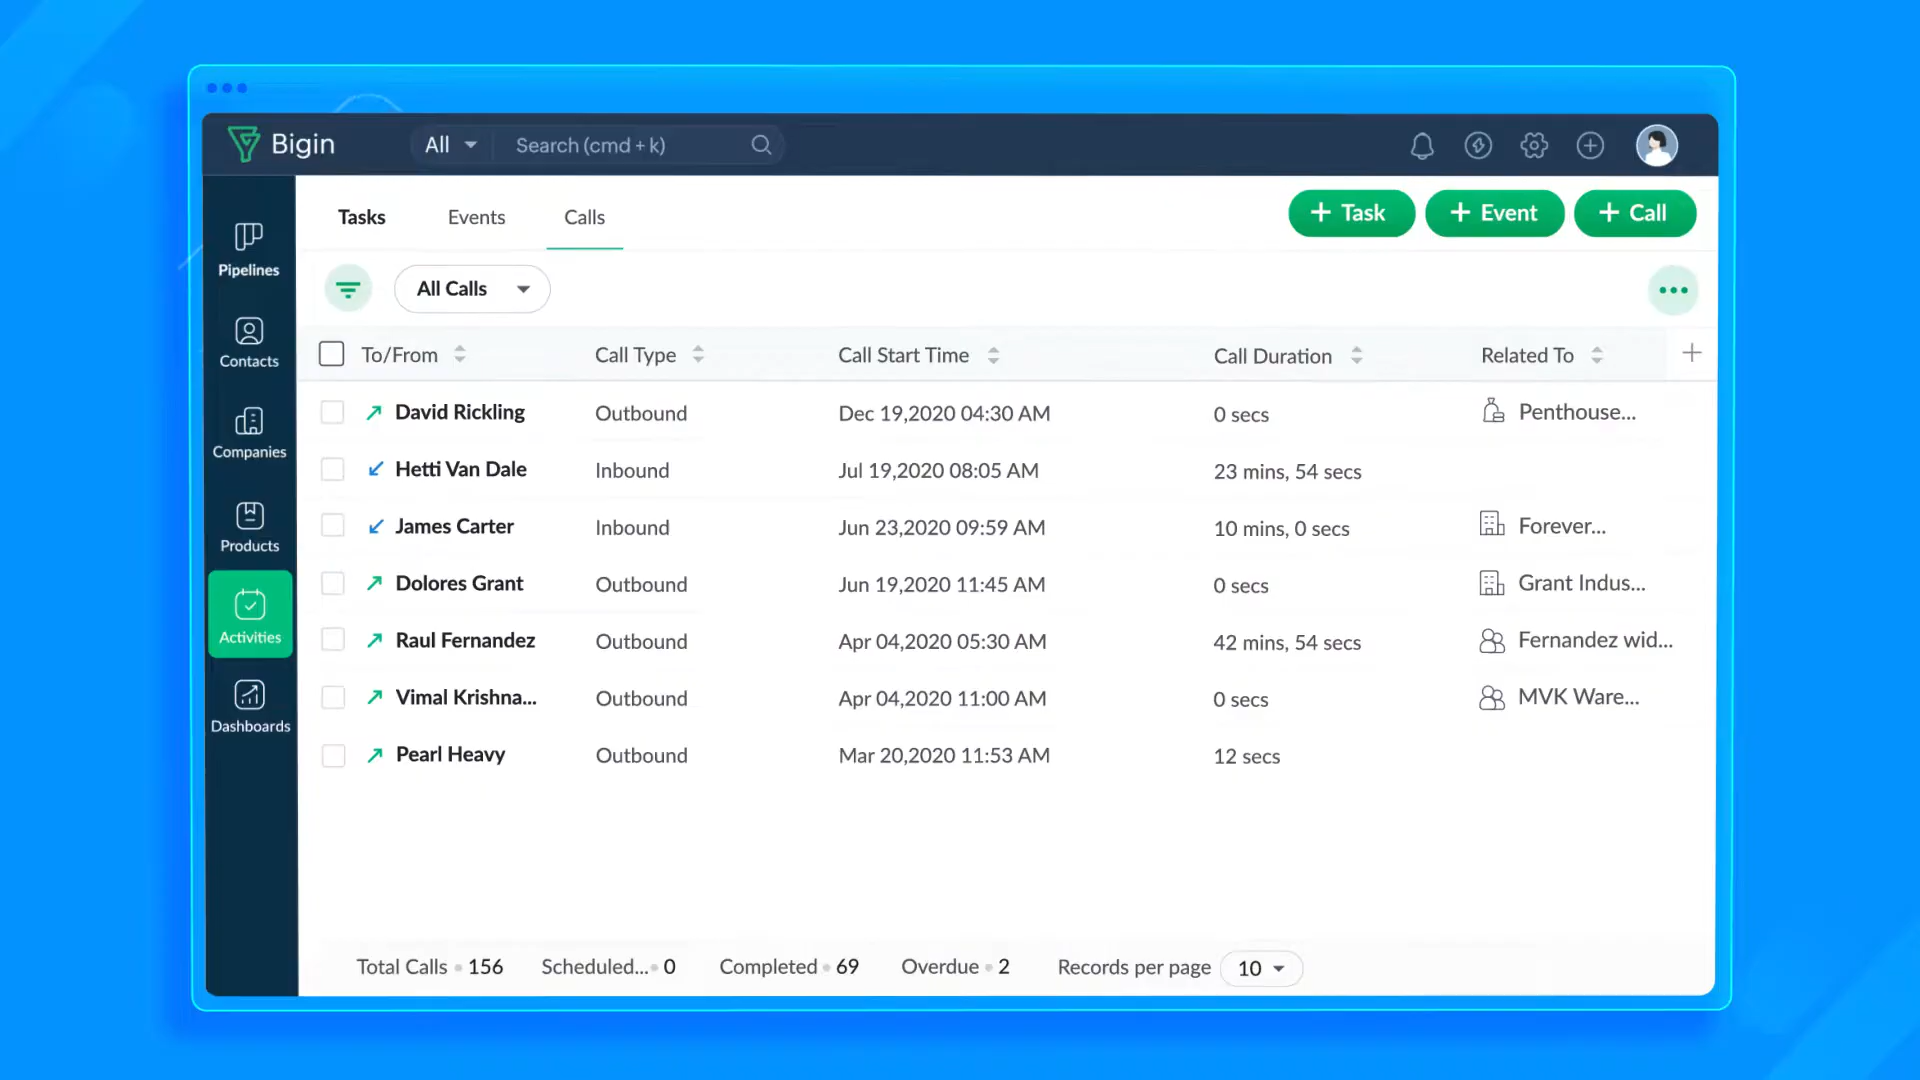 Bigin
All
Search (cmd + k)
Pipelines
Contacts
Companies
Products
Activities
Dashboards
Tasks Events Calls
+ Task + Event + Call
All Calls
To/From Call Type Call Start Time Call Duration Related To
David Rickling Outbound Dec 19,2020 04:30 AM 0 secs Penthouse...
Hetti Van Dale Inbound Jul 19,2020 08:05 AM 23 mins, 54 secs
James Carter Inbound Jun 23,2020 09:59 AM 10 mins, 0 secs Forever...
Dolores Grant Outbound Jun 19,2020 11:45 AM 0 secs Grant Indus...
Raul Fernandez Outbound Apr 04,2020 05:30 AM 42 mins, 54 secs Fernandez wid...
Vimal Krishna... Outbound Apr 04,2020 11:00 AM 0 secs MVK Ware...
Pearl Heavy Outbound Mar 20,2020 11:53 AM 12 secs
Total Calls 156 Scheduled... 0 Completed 69 Overdue 2 Records per page 10